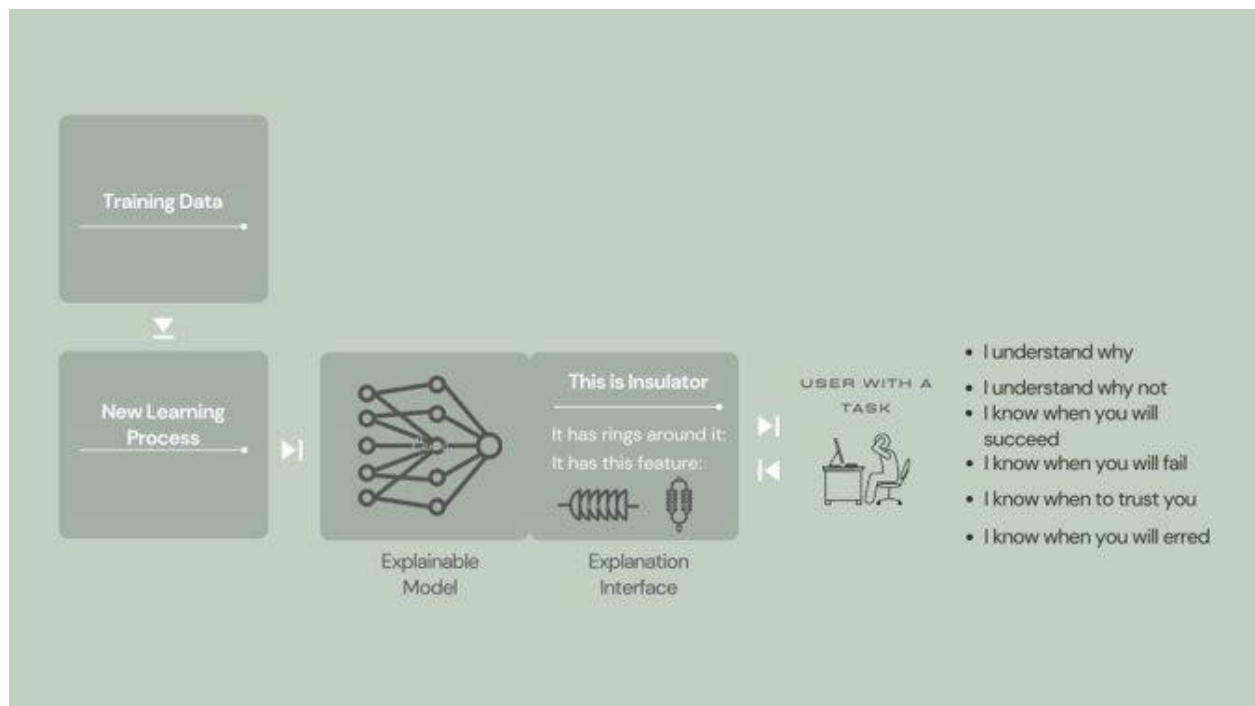 Training Data
New Learning
Process
This is Insulator
It has rings around it:
It has this feature:
Explainable
Model
Explanation
Interface
USER WITH A
TASK
• I understand why
• I understand why not
• I know when you will
succeed
• I know when you will fail
• I know when to trust you
• I know when you will erred